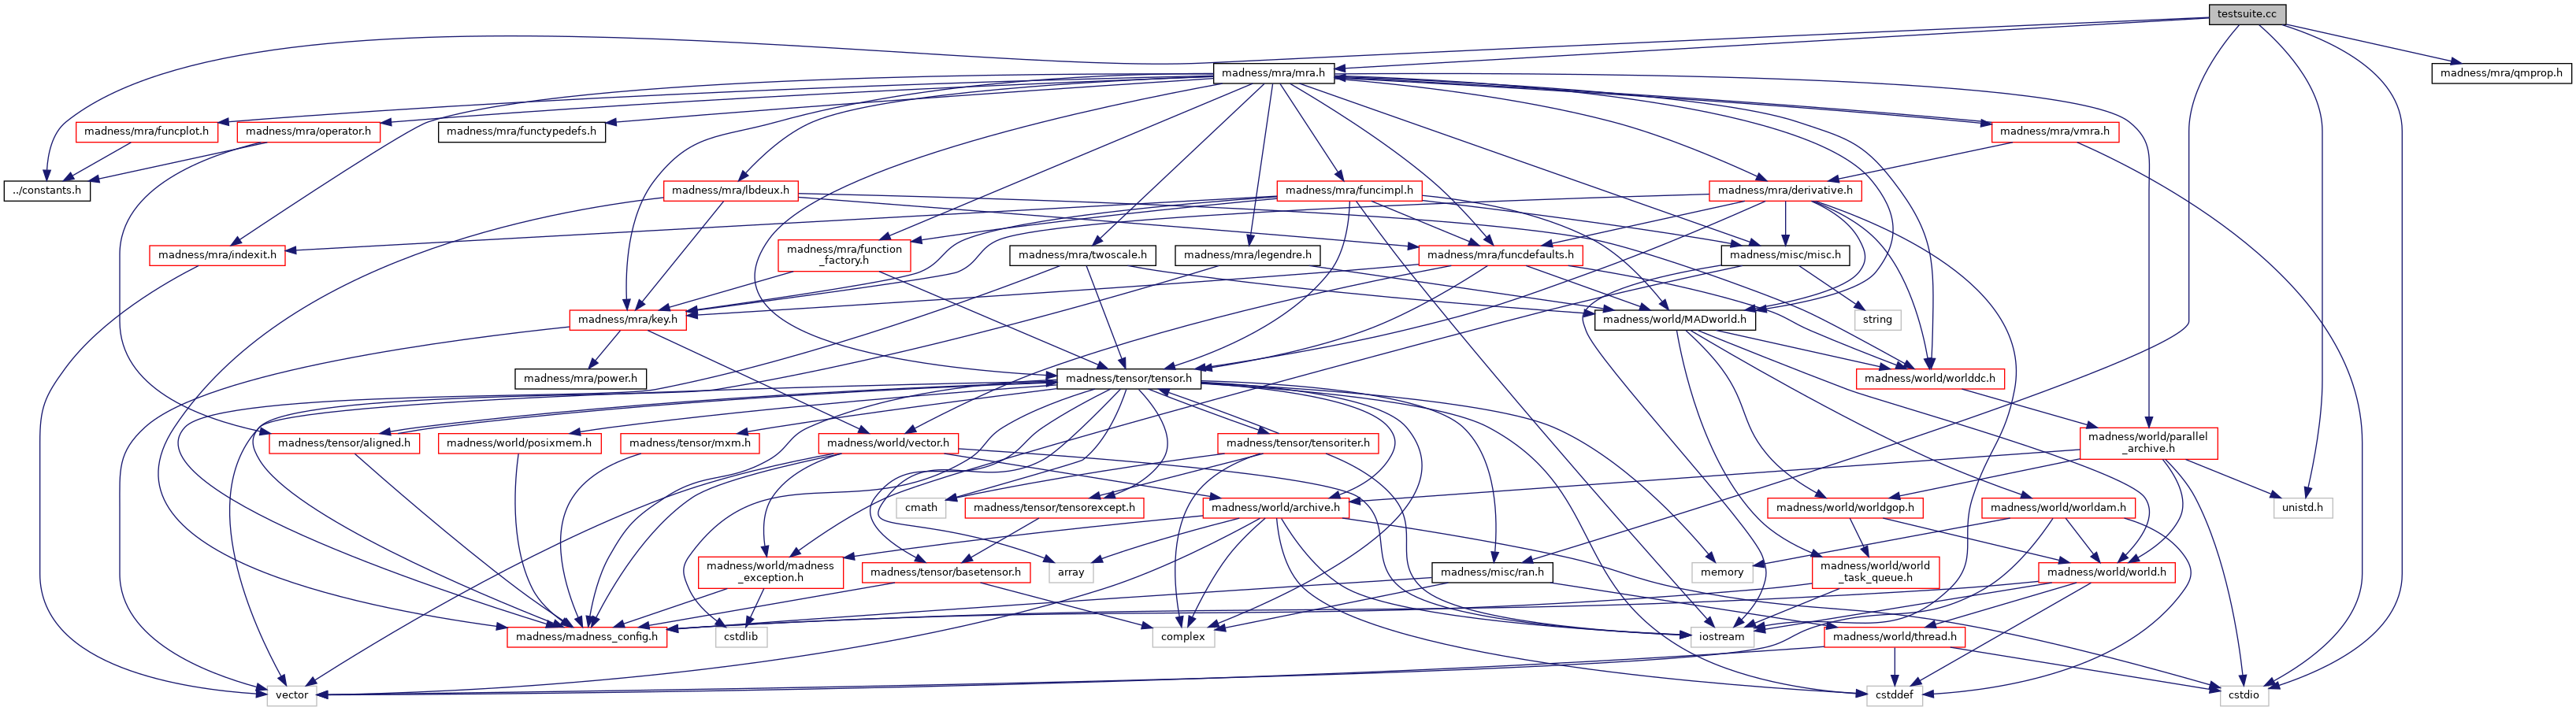 testsuite.cc
madness/mra/mra.h
madness/mra/qmprop.h
madness/mra/funcplot.h
madness/mra/operator.h
madness/mra/functypedefs.h
madness/mra/vmra.h
../constants.h
madness/mra/lbdeux.h
madness/mra/funcimpl.h
madness/mra/derivative.h
madness/mra/indexit.h
madness/mra/function
_factory.h
madness/mra/twoscale.h
madness/mra/legendre.h
madness/mra/funcdefaults.h
madness/misc/misc.h
madness/mra/key.h
madness/world/MADworld.h
string
madness/mra/power.h
madness/tensor/tensor.h
madness/world/worlddc.h
madness/tensor/aligned.h
madness/world/posixmem.h
madness/tensor/mxm.h
madness/world/vector.h
madness/tensor/tensoriter.h
madness/world/parallel
_archive.h
cmath
madness/tensor/tensorexcept.h
madness/world/archive.h
madness/world/worldgop.h
madness/world/worldam.h
unistd.h
madness/world/madness
_exception.h
madness/tensor/basetensor.h
array
madness/misc/ran.h
memory
madness/world/world
_task_queue.h
madness/world/world.h
madness/madness_config.h
cstdlib
complex
iostream
madness/world/thread.h
vector
cstddef
cstdio